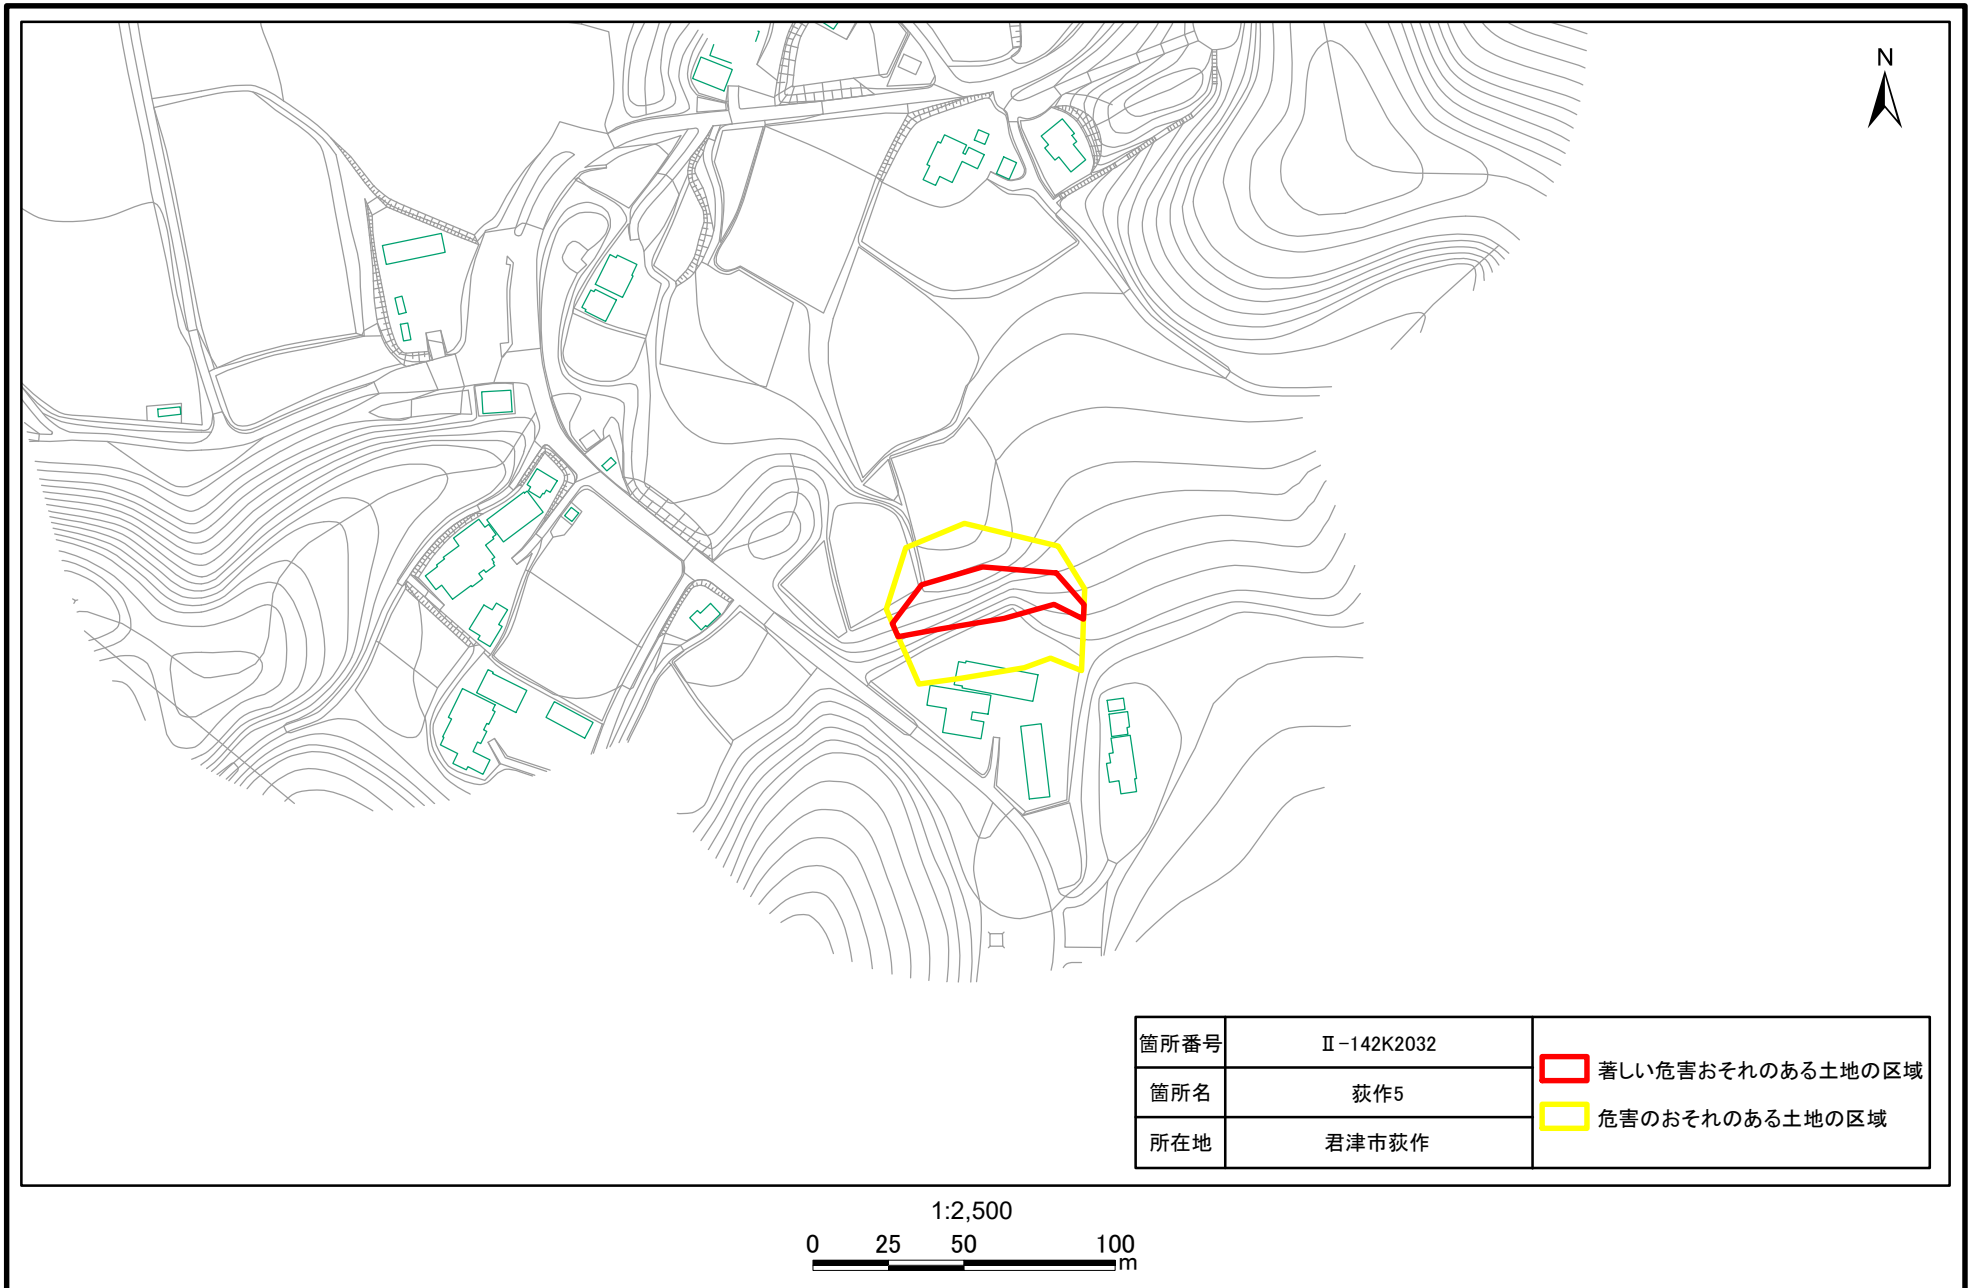 N
箇所番号 Ⅱ-142K2032
箇所名 荻作5
所在地 君津市荻作
著しい危害おそれのある土地の区域
危害のおそれのある土地の区域
1:2,500
0 25 50 100
m